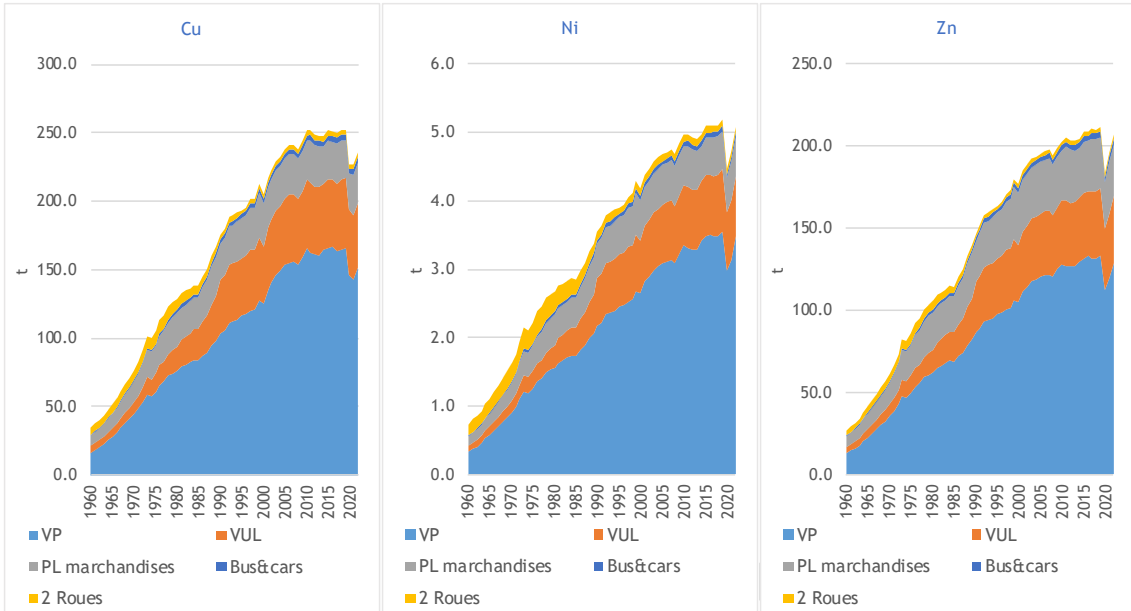 Cu
300.0
250.0
200.0
150.0
100.0
50.0
0.0
t
1960
1965
1970
1975
1980
1985
1990
1995
2000
2005
2010
2015
2020
VP
VUL
PL marchandises
Bus&cars
2 Roues
Ni
6.0
5.0
4.0
3.0
2.0
1.0
0.0
t
1960
1965
1970
1975
1980
1985
1990
1995
2000
2005
2010
2015
2020
VP
VUL
PL marchandises
Bus&cars
2 Roues
Zn
250.0
200.0
150.0
100.0
50.0
0.0
t
1960
1965
1970
1975
1980
1985
1990
1995
2000
2005
2010
2015
2020
VP
VUL
PL marchandises
Bus&cars
2 Roues